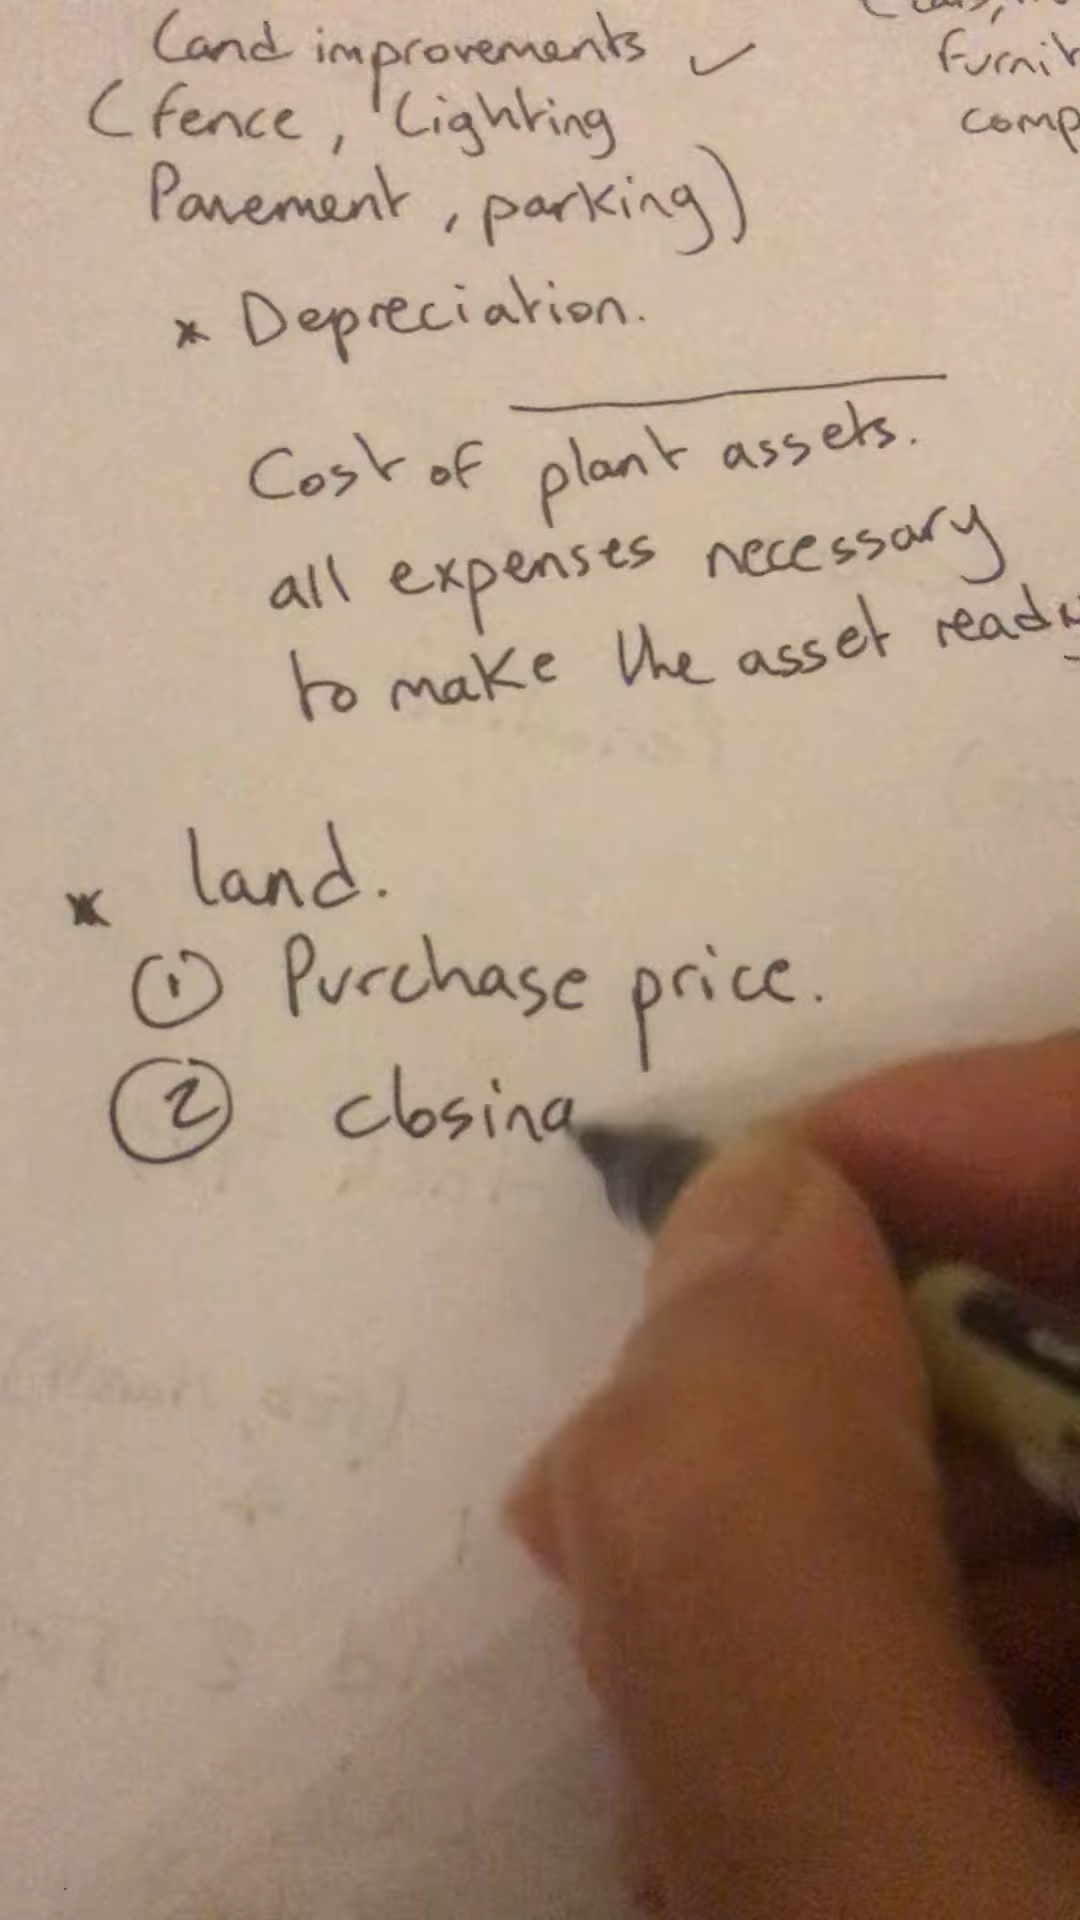 Land improvements ✓
(fence, Lighting
Pavement, parking)
* Depreciation.
Cost of plant assets.
all expenses necessary
to make the asset ready
* land.
① Purchase price.
② closing